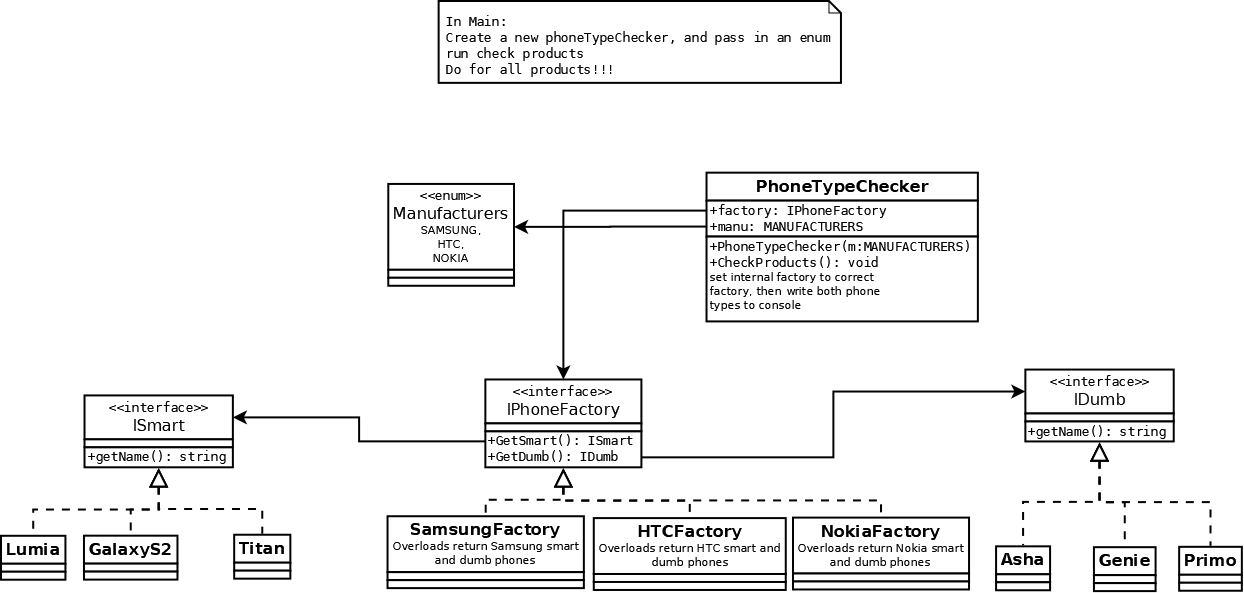 In Main:
Create a new phoneTypeChecker, and pass in an enum
run check products
Do for all products!!!
<<enum>>
Manufacturers
SAMSUNG,
HTC,
NOKIA
PhoneTypeChecker
+factory: IPhoneFactory
+manu: MANUFACTURERS
+PhoneTypeChecker(m:MANUFACTURERS)
+CheckProducts(): void
set internal factory to correct
factory, then write both phone
types to console
<<interface>>
ISmart
+getName(): string
<<interface>>
IPhoneFactory
+GetSmart(): ISmart
+GetDumb(): IDumb
<<interface>>
IDumb
+getName(): string
Lumia
GalaxyS2
Titan
SamsungFactory
Overloads return Samsung smart
and dumb phones
HTCFactory
Overloads return HTC smart and
dumb phones
NokiaFactory
Overloads return Nokia smart
and dumb phones
Asha
Genie
Primo